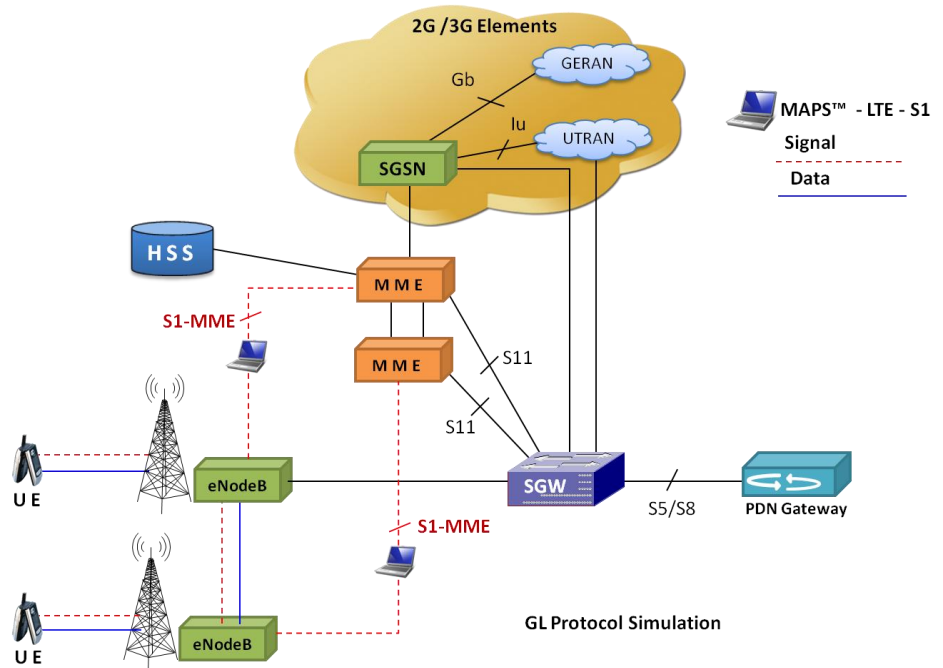 2G /3G Elements
GERAN
Gb
Iu
UTRAN
SGSN
MAPS™ - LTE - S1
Signal
Data
H S S
M M E
S1-MME
M M E
S11
S11
U E
eNodeB
SGW
S5/S8
PDN Gateway
S1-MME
U E
eNodeB
GL Protocol Simulation